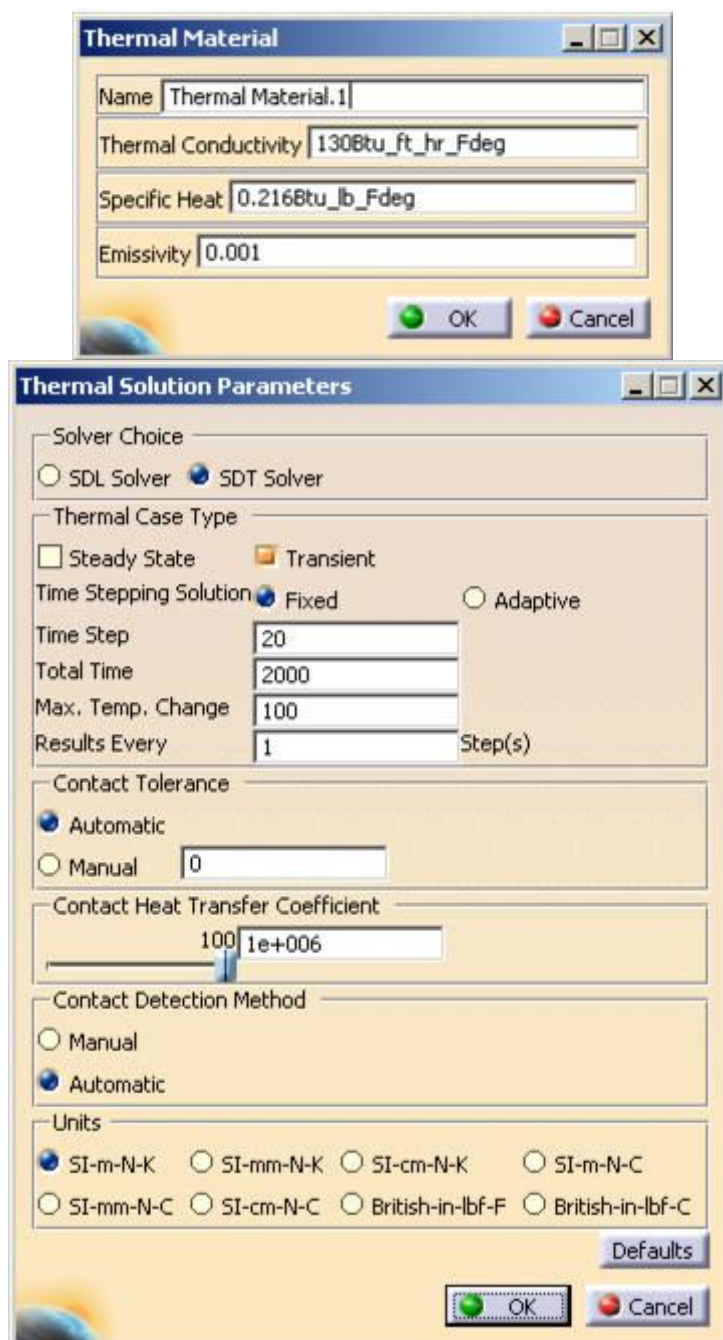 Thermal Material
Name Thermal Material.1
Thermal Conductivity 130Btu_ft_hr_Fdeg
Specific Heat 0.216Btu_lb_Fdeg
Emissivity 0.001
OK Cancel
Thermal Solution Parameters
Solver Choice
SDL Solver SDT Solver
Thermal Case Type
Steady State Transient
Time Stepping Solution Fixed Adaptive
Time Step 20
Total Time 2000
Max. Temp. Change 100
Results Every 1 Step(s)
Contact Tolerance
Automatic
Manual 0
Contact Heat Transfer Coefficient
100 1e+006
Contact Detection Method
Manual
Automatic
Units
SI-m-N-K SI-mm-N-K SI-cm-N-K SI-m-N-C
SI-mm-N-C SI-cm-N-C British-in-lbf-F British-in-lbf-C
Defaults
OK Cancel